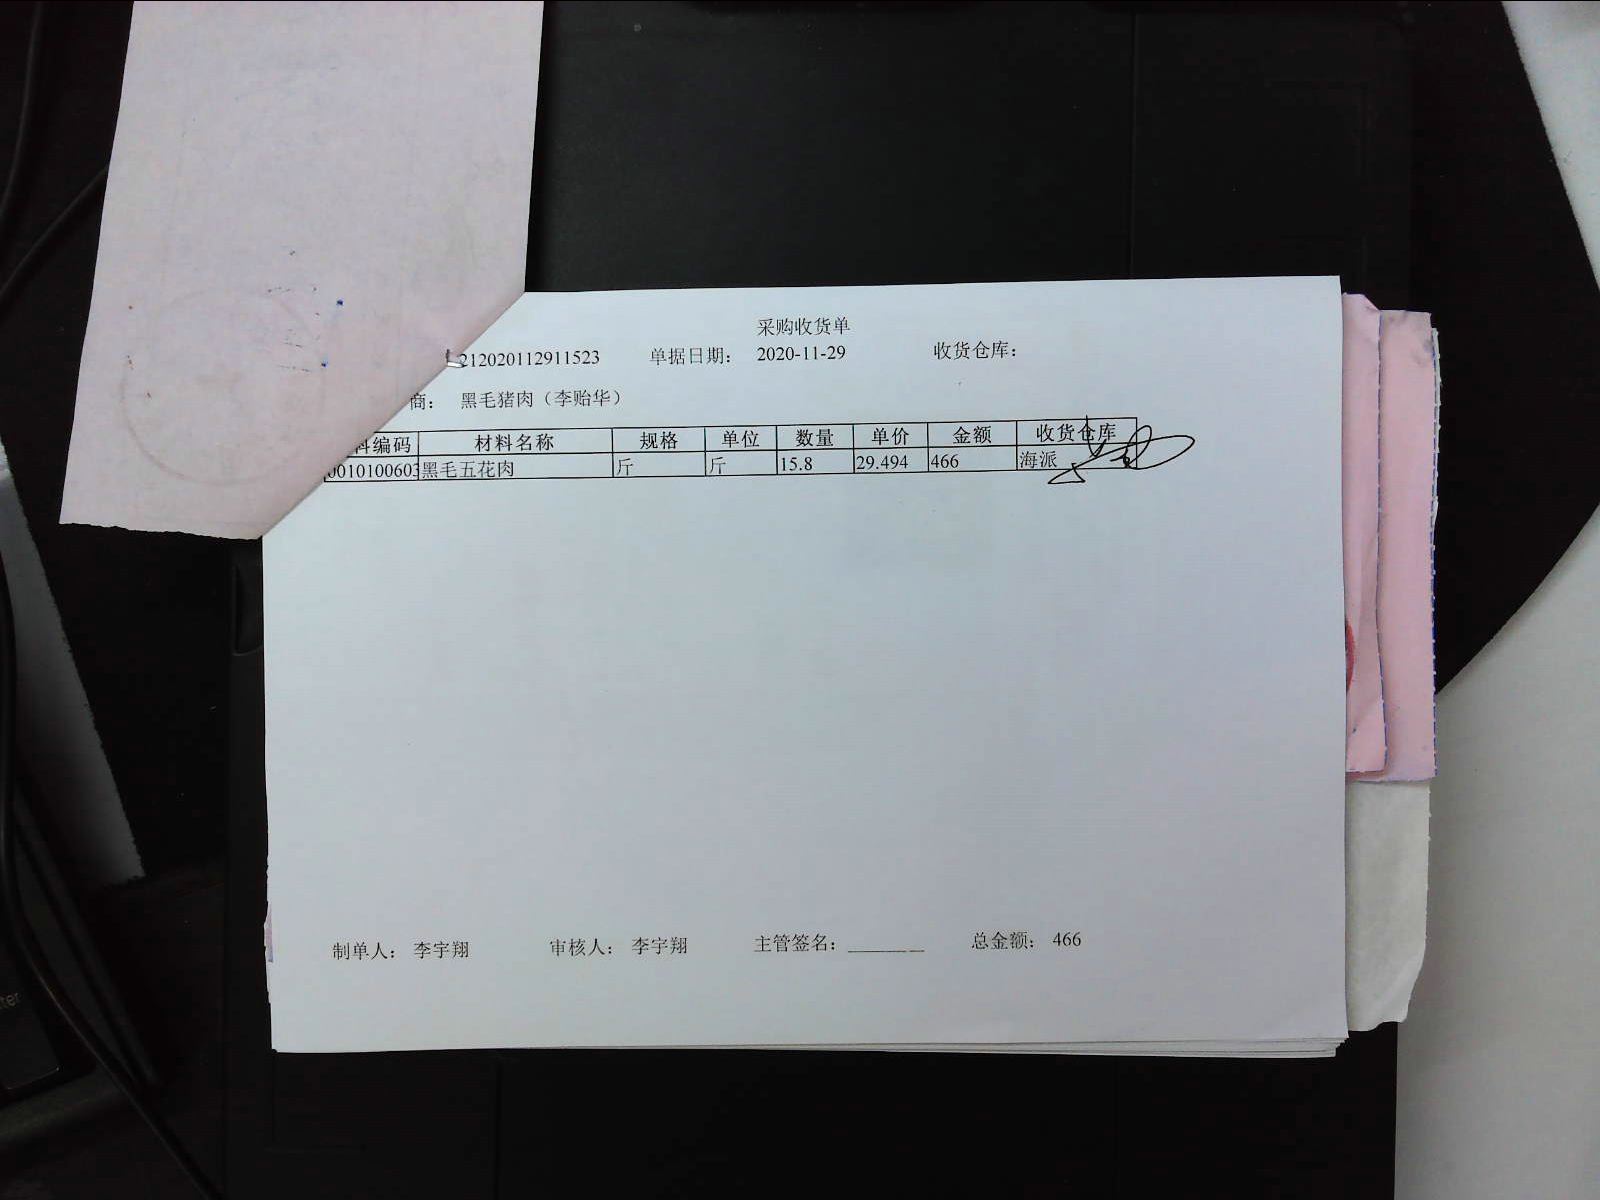 采购收货单
212020112911523 单据日期： 2020-11-29 收货仓库：
商： 黑毛猪肉（李贻华）
料编码 材料名称 规格 单位 数量 单价 金额 收货仓库
0010100603 黑毛五花肉 斤 斤 15.8 29.494 466 海派
制单人： 李宇翔 审核人： 李宇翔 主管签名：________ 总金额： 466